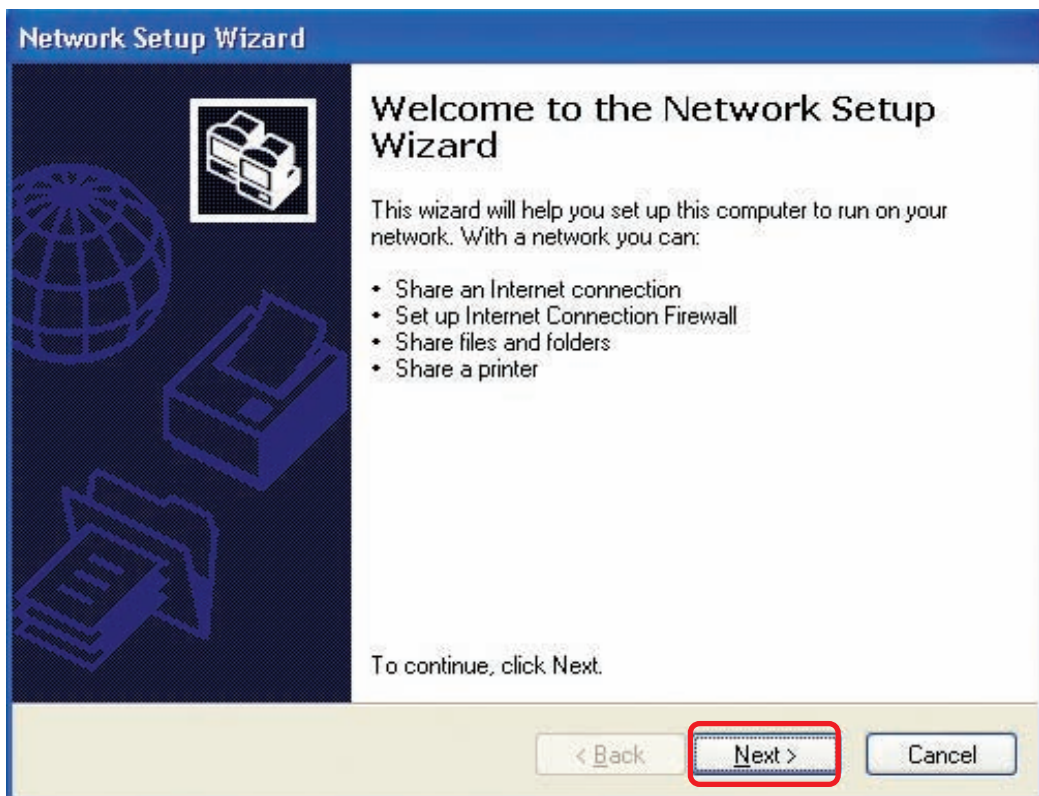 Network Setup Wizard
Welcome to the Network Setup
Wizard
This wizard will help you set up this computer to run on your
network. With a network you can:
• Share an Internet connection
• Set up Internet Connection Firewall
• Share files and folders
• Share a printer
To continue, click Next.
< Back Next > Cancel